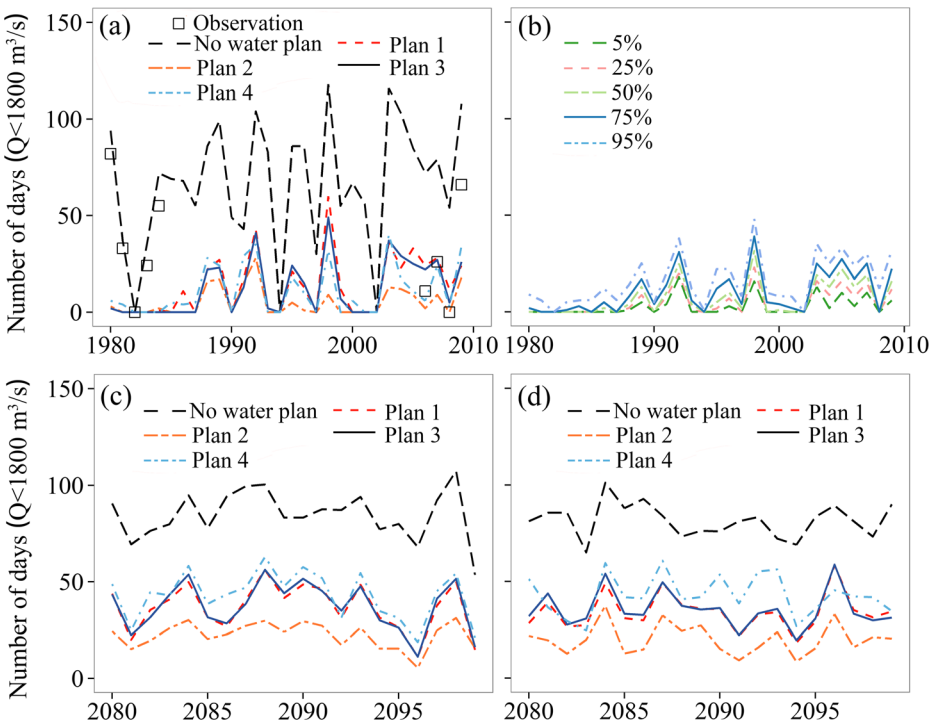 Number of days (Q<1800 m³/s)
150
100
50
0
(a)
Observation
No water plan
Plan 1
Plan 2
Plan 3
Plan 4
1980
1990
2000
2010
(b)
5%
25%
50%
75%
95%
1980
1990
2000
2010
Number of days (Q<1800 m³/s)
150
100
50
0
(c)
No water plan
Plan 1
Plan 2
Plan 3
Plan 4
2080
2085
2090
2095
(d)
No water plan
Plan 1
Plan 2
Plan 3
Plan 4
2080
2085
2090
2095